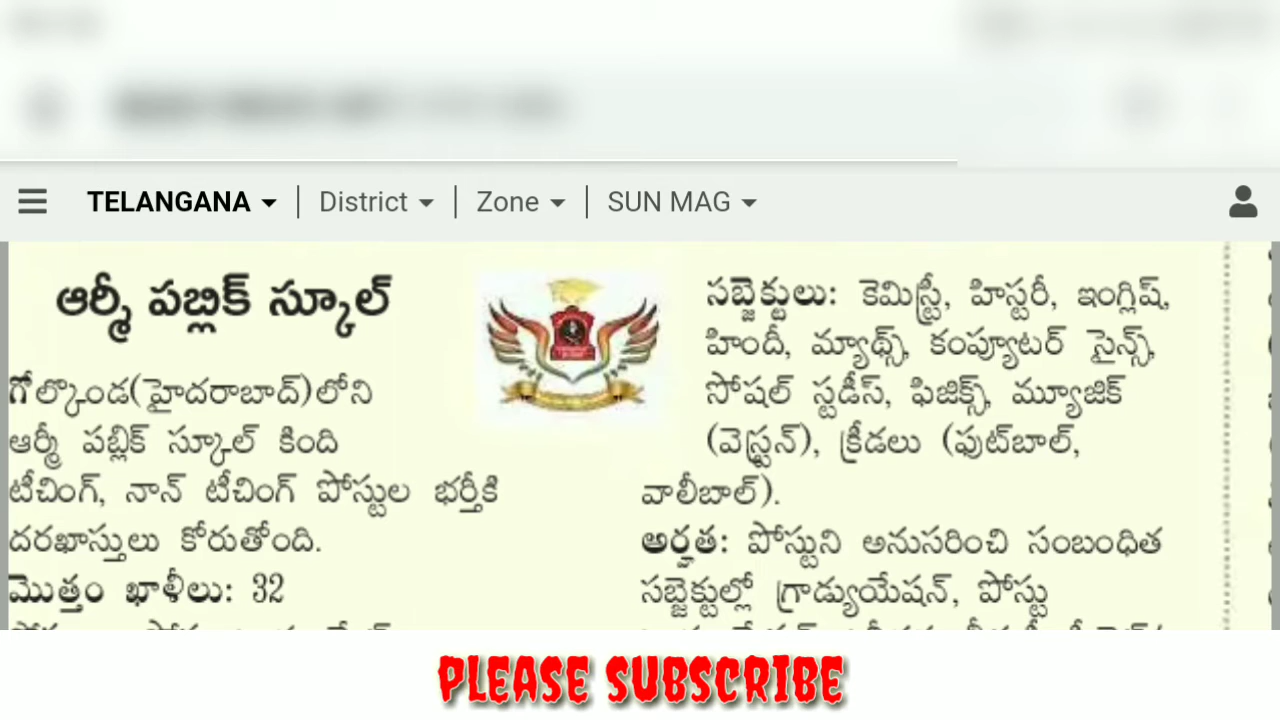 TELANGANA District Zone SUN MAG
ఆర్మీ పబ్లిక్ స్కూల్
గోల్కొండ(హైదరాబాద్)లోని
ఆర్మీ పబ్లిక్ స్కూల్ కింది
టీచింగ్, నాన్ టీచింగ్ పోస్టుల భర్తీకి
దరఖాస్తులు కోరుతోంది.
మొత్తం ఖాళీలు: 32
సబ్జెక్టులు: కెమిస్ట్రీ, హిస్టరీ, ఇంగ్లిష్,
హిందీ, మ్యాథ్స్, కంప్యూటర్ సైన్స్,
సోషల్ స్టడీస్, ఫిజిక్స్, మ్యూజిక్
(వెస్ట్రన్), క్రీడలు (ఫుట్‌బాల్,
వాలీబాల్).
అర్హత: పోస్టుని అనుసరించి సంబంధిత
సబ్జెక్టుల్లో గ్రాడ్యుయేషన్, పోస్టు
PLEASE SUBSCRIBE